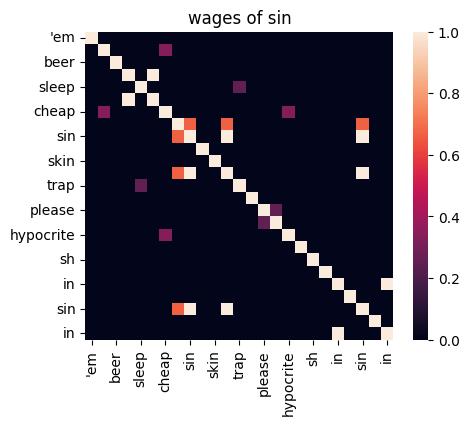 wages of sin
'em
beer
sleep
cheap
sin
skin
trap
please
hypocrite
sh
in
sin
in
1.0
0.8
0.6
0.4
0.2
0.0
'em
beer
sleep
cheap
sin
skin
trap
please
hypocrite
sh
in
sin
in